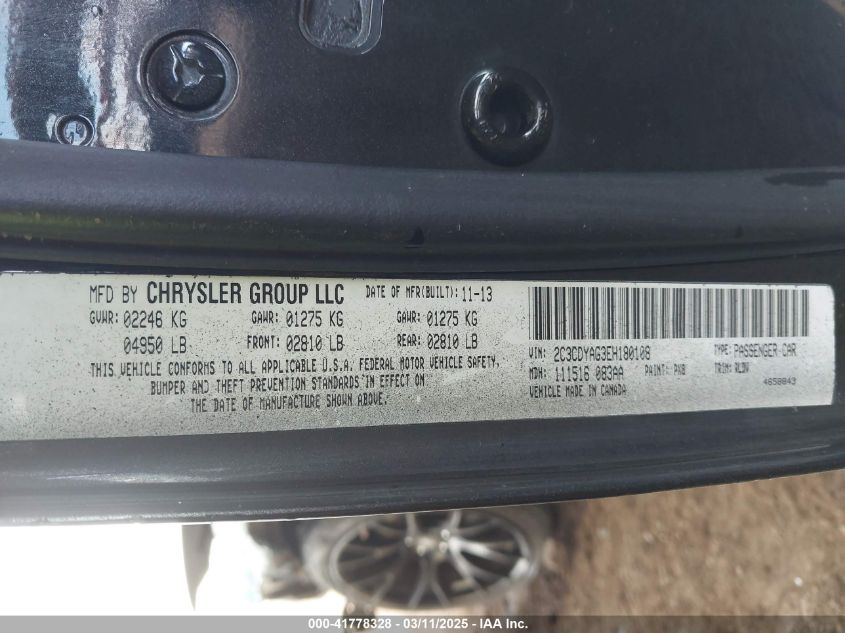 MFD BY CHRYSLER GROUP LLC DATE OF MFR(BUILT): 11-13
GVWR: 02246 KG GAWR: 01275 KG GAWR: 01275 KG
04950 LB FRONT: 02810 LB REAR: 02810 LB
THIS VEHICLE CONFORMS TO ALL APPLICABLE U.S.A. FEDERAL MOTOR VEHICLE SAFETY,
BUMPER AND THEFT PREVENTION STANDARDS IN EFFECT ON
THE DATE OF MANUFACTURE SHOWN ABOVE.
VIN: 2C3CDYAG3EH180108 TYPE: PASSENGER CAR
MDH: 111516 083AA PAINT: PX8 TRIM:
VEHICLE MADE IN CANADA 4658843
000-41778328 - 03/11/2025 - IAA Inc.